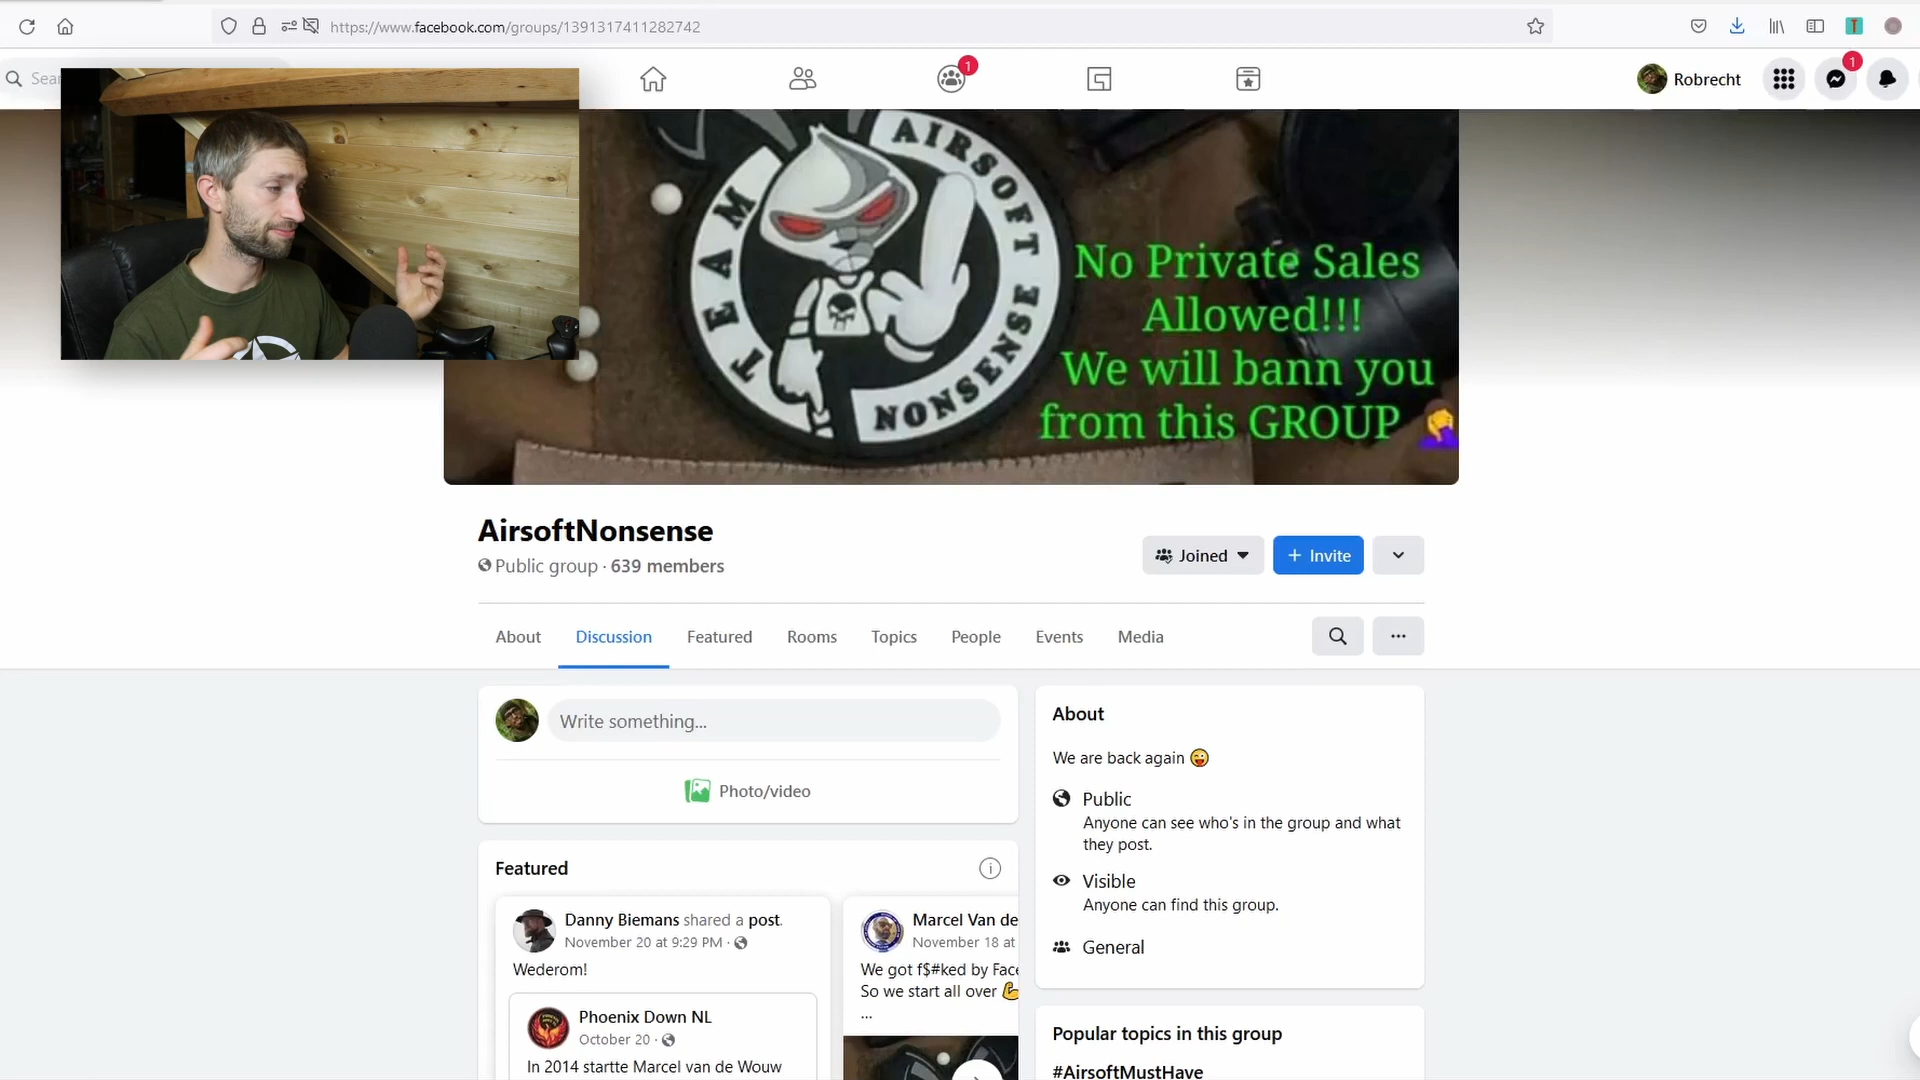 https://www.facebook.com/groups/1391317411282742
Sear
1
Robrecht
1
TEAM AIRSOFT NONSENSE
No Private Sales
Allowed!!!
We will bann you
from this GROUP
AirsoftNonsense
Public group · 639 members
Joined
+ Invite
About
Discussion
Featured
Rooms
Topics
People
Events
Media
Write something...
Photo/video
Featured
Danny Biemans shared a post.
November 20 at 9:29 PM ·
Wederom!
Phoenix Down NL
October 20 ·
In 2014 startte Marcel van de Wouw
Marcel Van de
November 18 at
We got f$#ked by Face
So we start all over 💪
...
About
We are back again 😜
Public
Anyone can see who's in the group and what
they post.
Visible
Anyone can find this group.
General
Popular topics in this group
#AirsoftMustHave